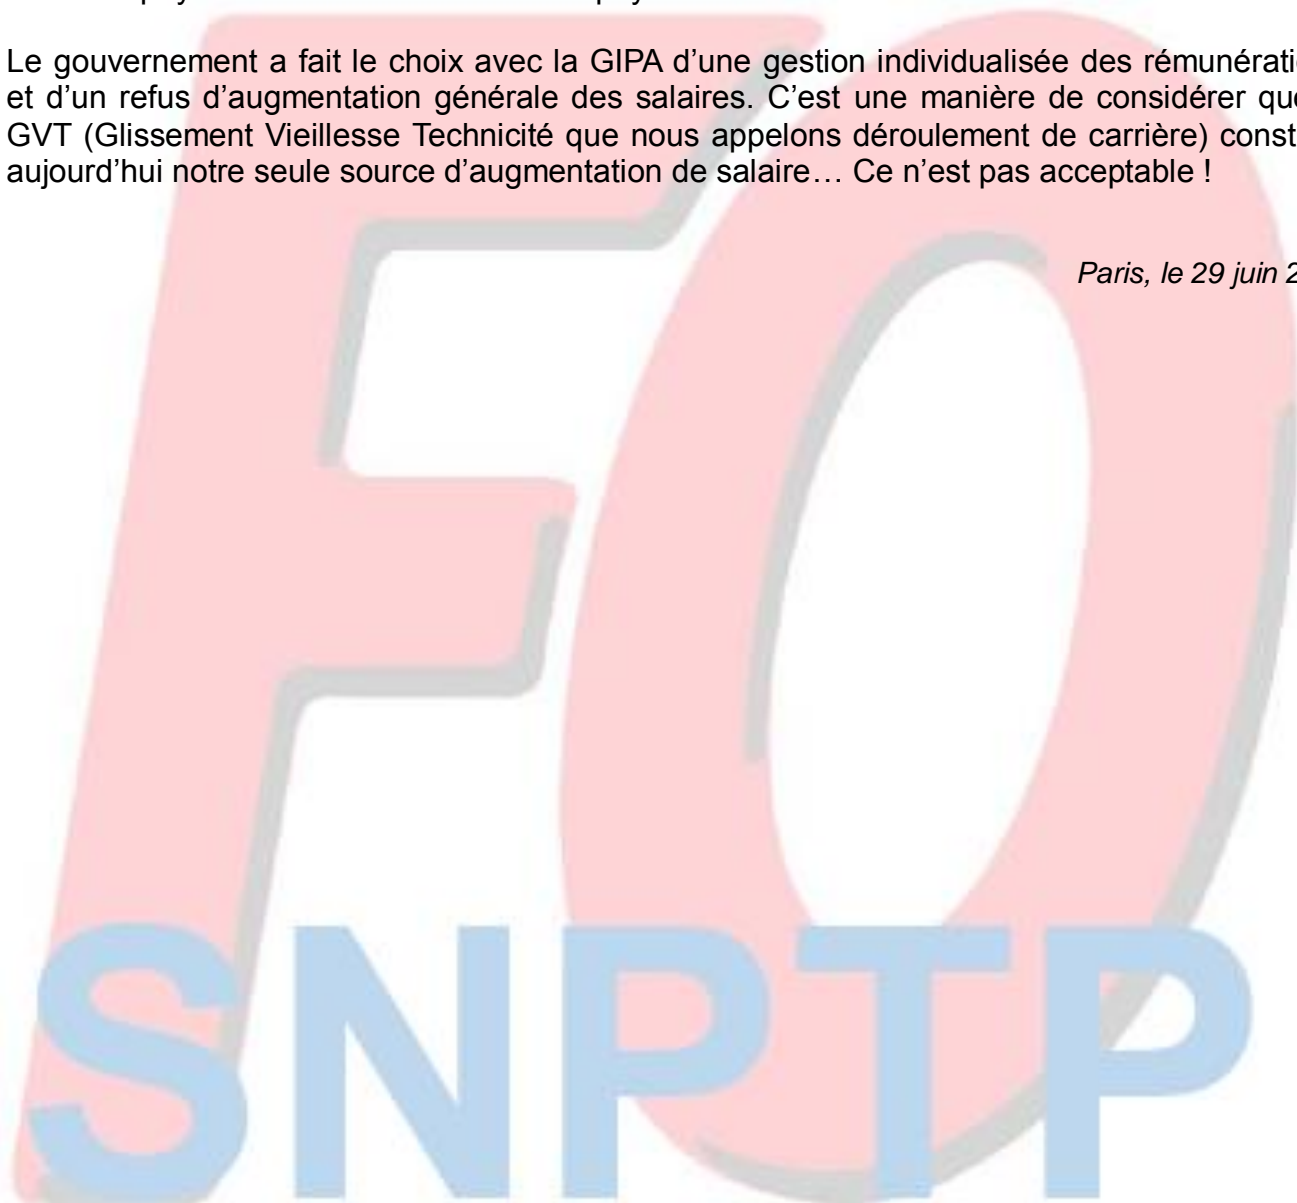 Le gouvernement a fait le choix avec la GIPA d’une gestion individualisée des rémunérati
et d’un refus d’augmentation générale des salaires. C’est une manière de considérer que
GVT (Glissement Vieillesse Technicité que nous appelons déroulement de carrière) const
aujourd’hui notre seule source d’augmentation de salaire… Ce n’est pas acceptable !
Paris, le 29 juin 2
FO
SNPTP